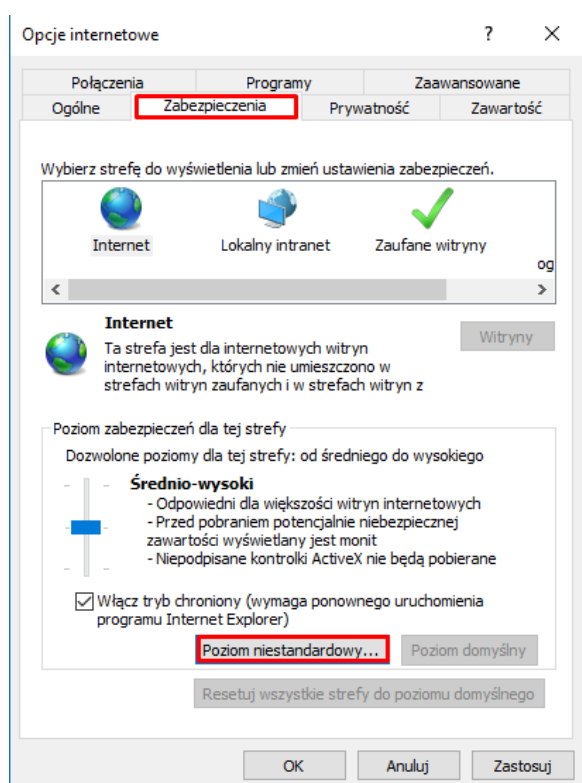 Opcje internetowe
Połączenia Programy Zaawansowane
Ogólne Zabezpieczenia Prywatność Zawartość
Wybierz strefę do wyświetlenia lub zmień ustawienia zabezpieczeń.
Internet Lokalny intranet Zaufane witryny
og
Internet
Witryny
Ta strefa jest dla internetowych witryn
internetowych, których nie umieszczono w
strefach witryn zaufanych i w strefach witryn z
Poziom zabezpieczeń dla tej strefy
Dozwolone poziomy dla tej strefy: od średniego do wysokiego
Średnio-wysoki
- Odpowiedni dla większości witryn internetowych
- Przed pobraniem potencjalnie niebezpiecznej
zawartości wyświetlany jest monit
- Niepodpisane kontrolki ActiveX nie będą pobierane
Włącz tryb chroniony (wymaga ponownego uruchomienia
programu Internet Explorer)
Poziom niestandardowy... Poziom domyślny
Resetuj wszystkie strefy do poziomu domyślnego
OK Anuluj Zastosuj